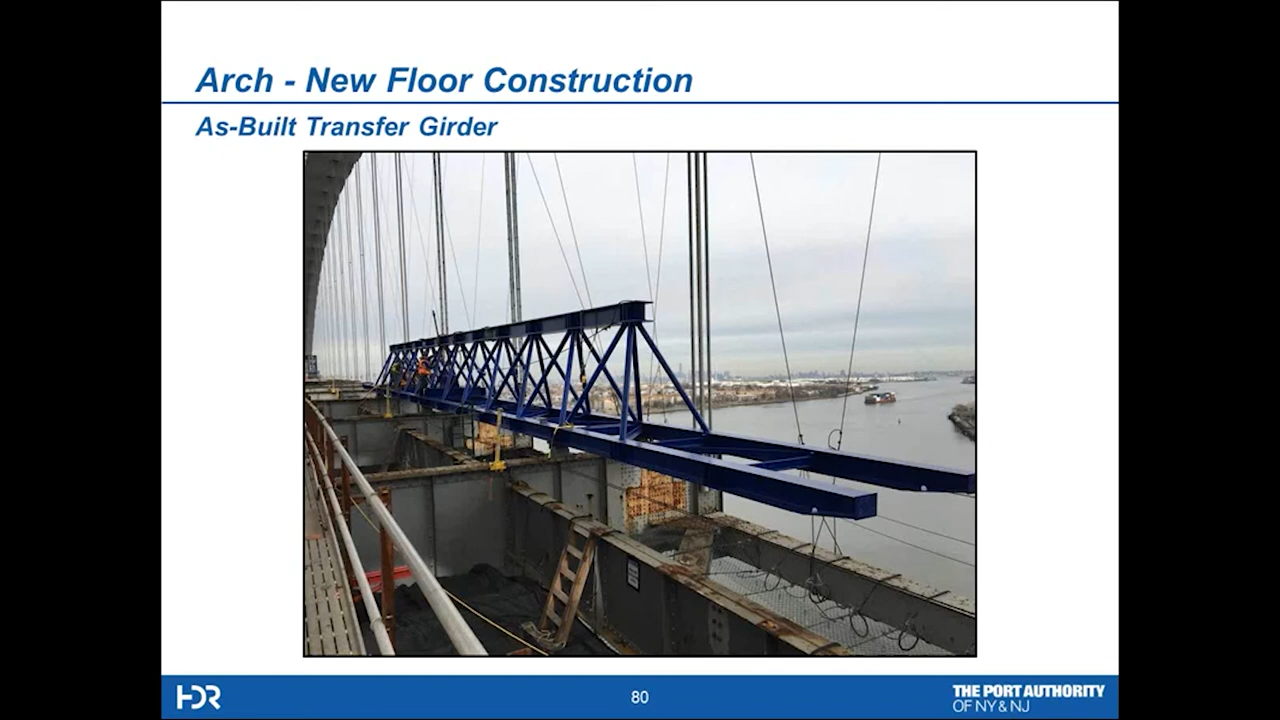 Arch - New Floor Construction
As-Built Transfer Girder
HDR
80
THE PORT AUTHORITY
OF NY & NJ